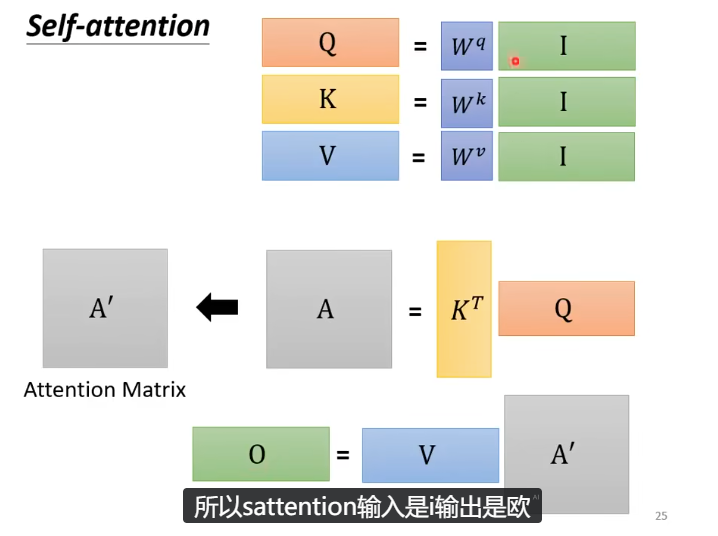 Self-attention
Q = W^q I
K = W^k I
V = W^v I
A′ A = K^T Q
Attention Matrix
O = V A′
所以sattention输入是i输出是欧
AI
25